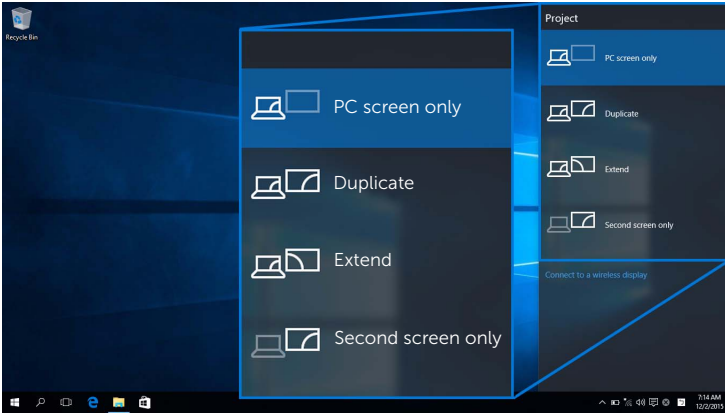 Recycle Bin
PC screen only
Duplicate
Extend
Second screen only
Project
PC screen only
Duplicate
Extend
Second screen only
Connect to a wireless display
7:14 AM
12/2/2015